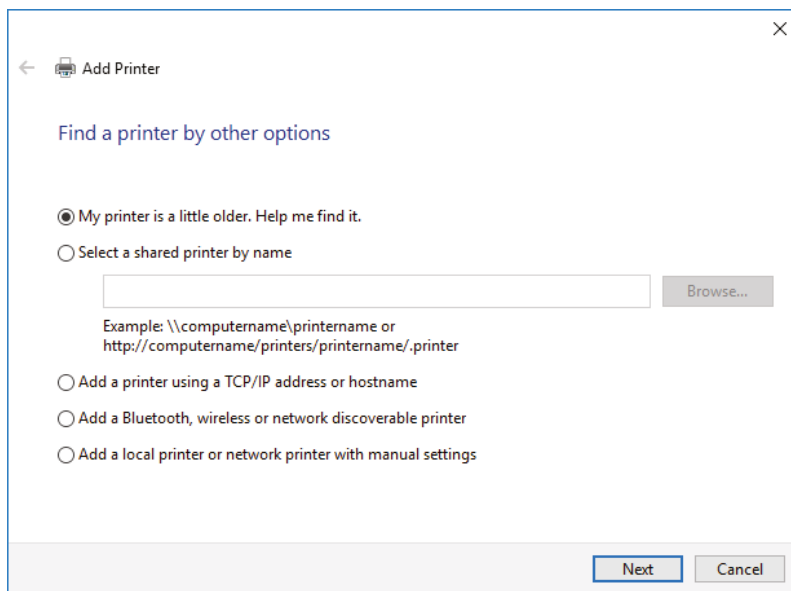 Add Printer
Find a printer by other options
My printer is a little older. Help me find it.
Select a shared printer by name
Browse...
Example: \\computername\printername or
http://computername/printers/printername/.printer
Add a printer using a TCP/IP address or hostname
Add a Bluetooth, wireless or network discoverable printer
Add a local printer or network printer with manual settings
Next Cancel